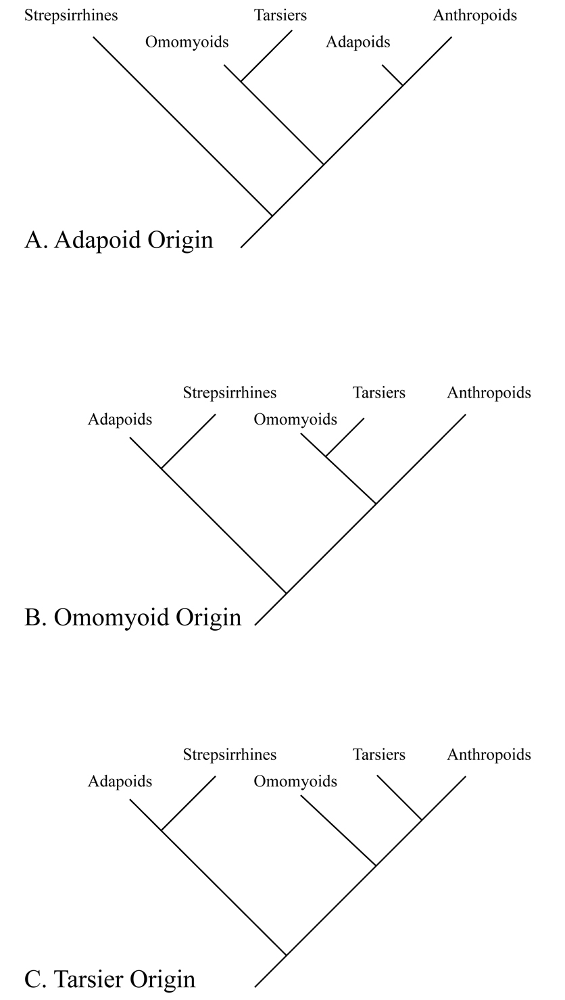 Strepsirrhines Tarsiers Anthropoids
Omomyoids Adapoids
A. Adapoid Origin
Strepsirrhines Tarsiers Anthropoids
Adapoids Omomyoids
B. Omomyoid Origin
Strepsirrhines Tarsiers Anthropoids
Adapoids Omomyoids
C. Tarsier Origin